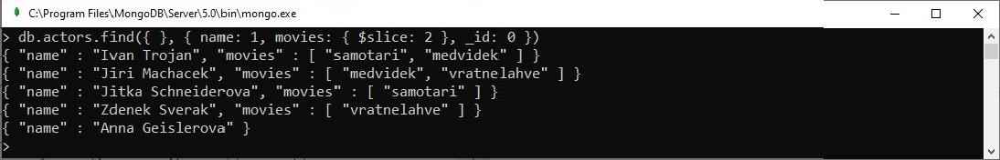 C:\Program Files\MongoDB\Server\5.0\bin\mongo.exe
> db.actors.find({ }, { name: 1, movies: { $slice: 2 }, _id: 0 })
{ "name" : "Ivan Trojan", "movies" : [ "samotari", "medvidek" ] }
{ "name" : "Jiri Machacek", "movies" : [ "medvidek", "vratnelahve" ] }
{ "name" : "Jitka Schneiderova", "movies" : [ "samotari" ] }
{ "name" : "Zdenek Sverak", "movies" : [ "vratnelahve" ] }
{ "name" : "Anna Geislerova" }
>